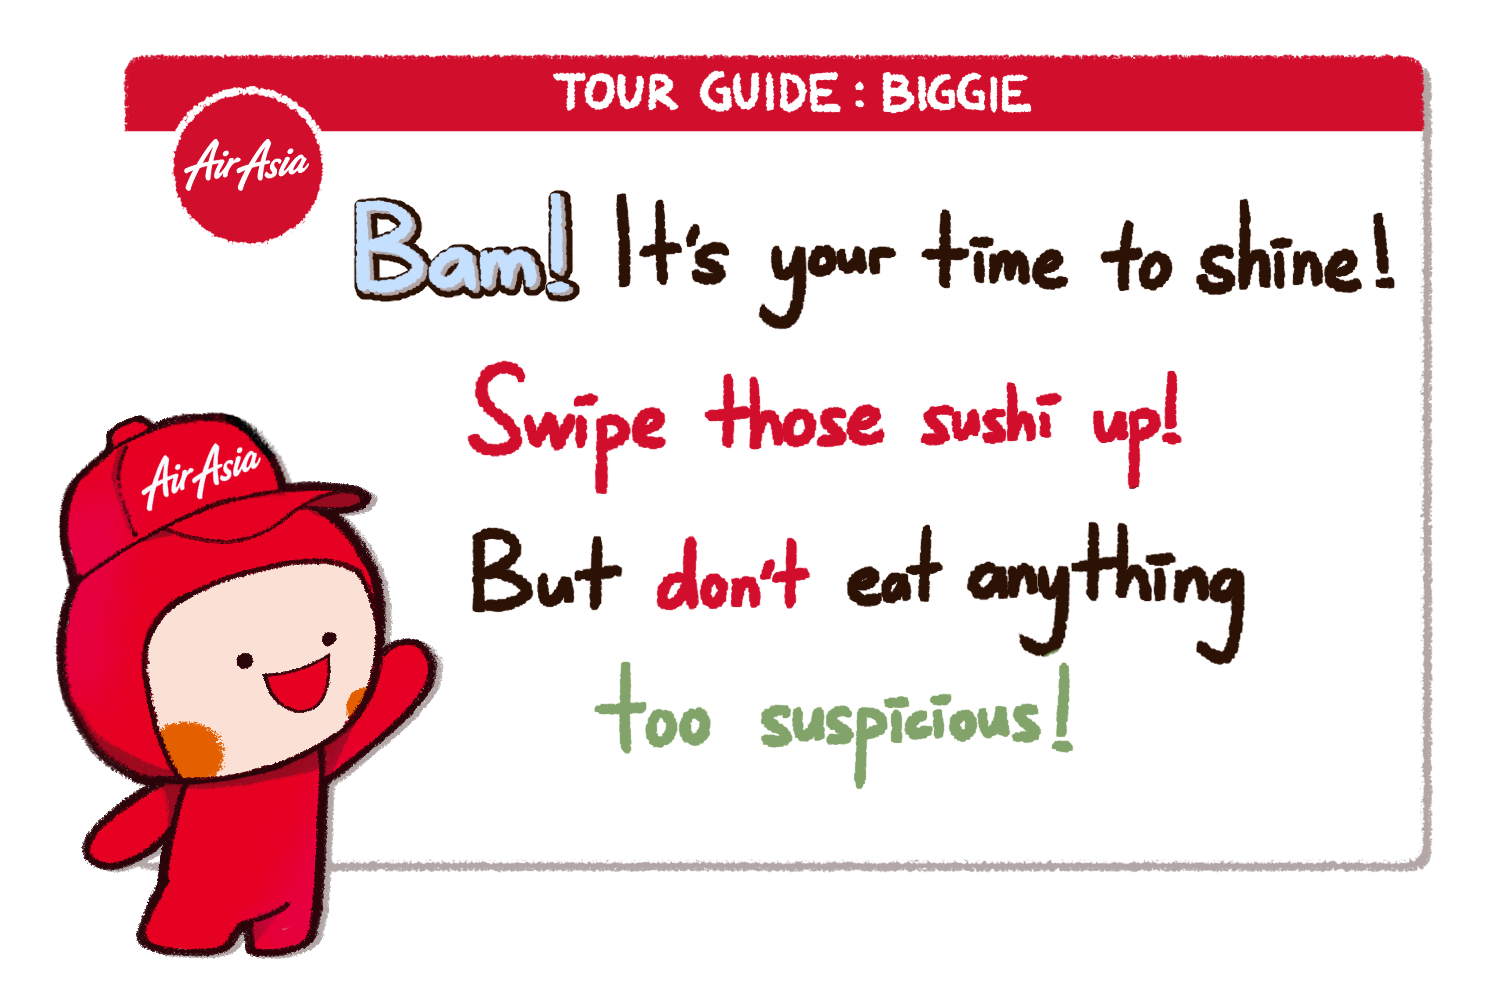 TOUR GUIDE : BIGGIE
AirAsia
Bam! It's your time to shine!
Swipe those sushi up!
But don't eat anything
too suspicious!
AirAsia